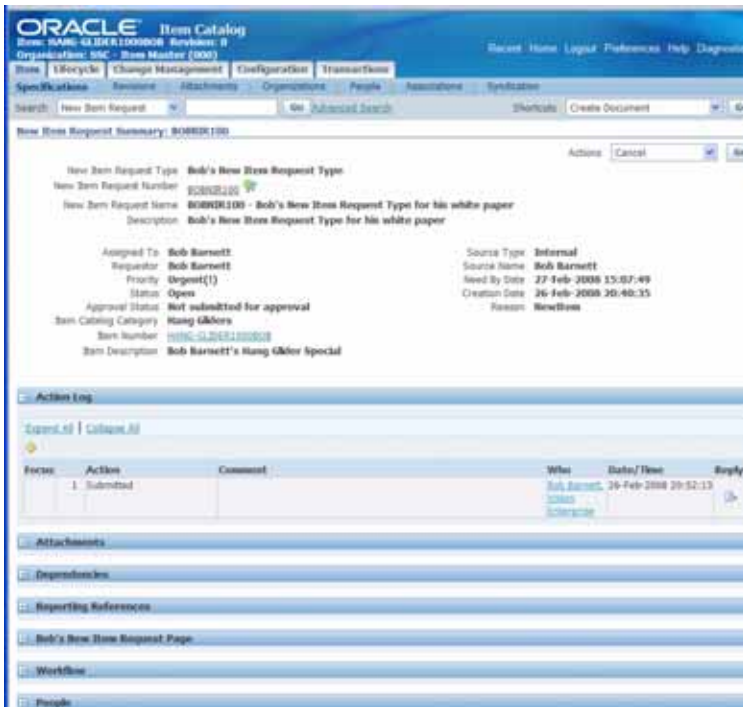 ORACLE Item Catalog
Item: HANG-GLIDER1000BOB Revision: 0
Organization: SSC - Item Master (000)
Recent Home Logout Preferences Help Diagnostics
Item Lifecycle Change Management Configuration Transactions
Specifications Revisions Attachments Organizations People Associations Syndication
Search New Item Request Go Advanced Search Shortcuts Create Document
New Item Request Summary: BOBNIR100
Actions Cancel
New Item Request Type Bob's New Item Request Type
New Item Request Number BOBNIR100
New Item Request Name BOBNIR100 - Bob's New Item Request Type for his white paper
Description Bob's New Item Request Type for his white paper
Assigned To Bob Barnett
Requestor Bob Barnett
Priority Urgent(!)
Status Open
Approval Status Not submitted for approval
Item Catalog Category Hang Gliders
Item Number HANG-GLIDER1000BOB
Item Description Bob Barnett's Hang Glider Special
Source Type Internal
Source Name Bob Barnett
Need By Date 27-Feb-2008 15:07:49
Creation Date 26-Feb-2008 20:40:35
Reason NewItem
Action Log
Expand All | Collapse All
Focus Action Comment Who Date/Time Reply
1 Submitted Bob Barnett, Vision Enterprise 26-Feb-2008 20:52:13
Attachments
Dependencies
Reporting References
Bob's New Item Request Page
Workflow
People